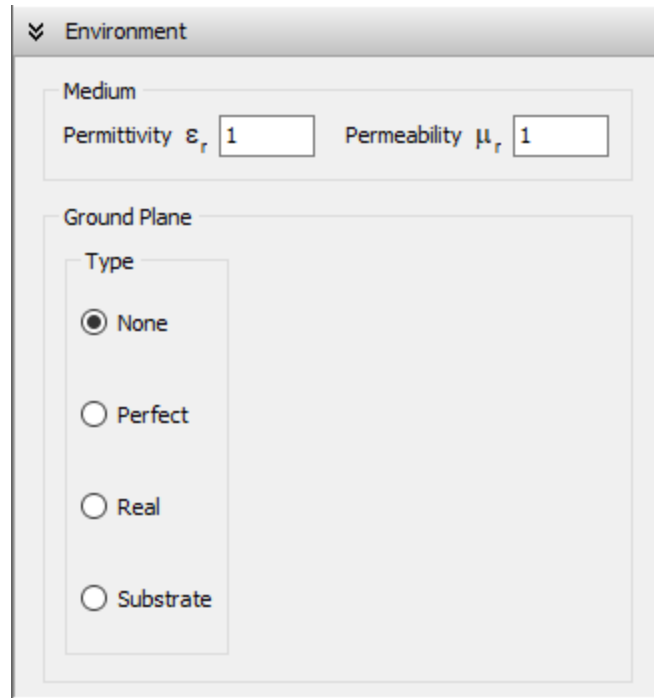 Environment
Medium
Permittivity εr 1 Permeability μr 1
Ground Plane
Type
None
Perfect
Real
Substrate